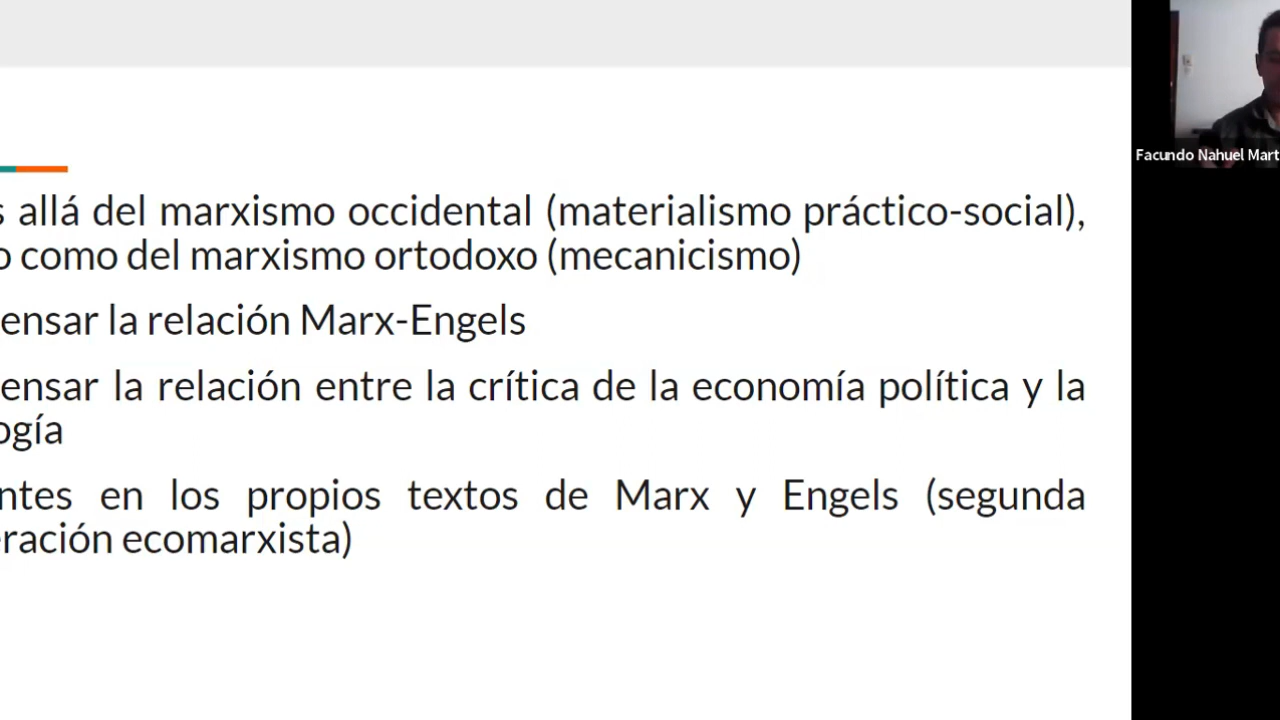 s allá del marxismo occidental (materialismo práctico-social),
o como del marxismo ortodoxo (mecanicismo)
ensar la relación Marx-Engels
ensar la relación entre la crítica de la economía política y la
ogía
ntes en los propios textos de Marx y Engels (segunda
eración ecomarxista)
Facundo Nahuel Mart